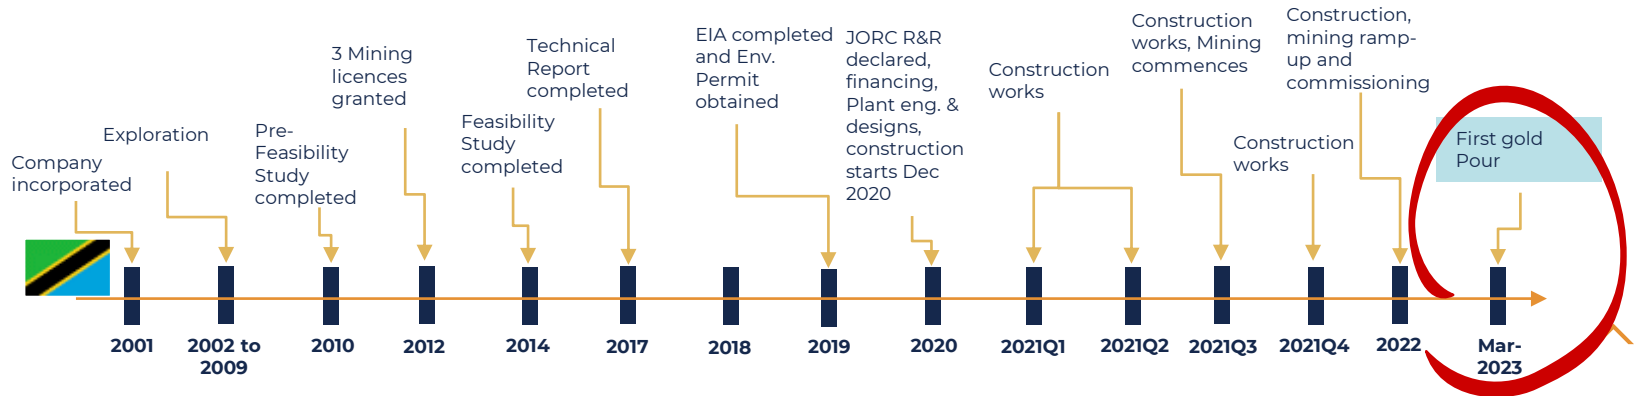 Company
incorporated
Exploration
Pre-
Feasibility
Study
completed
3 Mining
licences
granted
Feasibility
Study
completed
Technical
Report
completed
EIA completed
and Env.
Permit
obtained
JORC R&R
declared,
financing,
Plant eng. &
designs,
construction
starts Dec
2020
Construction
works
Construction
works, Mining
commences
Construction
works
Construction,
mining ramp-
up and
commissioning
First gold
Pour
2001
2002 to
2009
2010
2012
2014
2017
2018
2019
2020
2021Q1
2021Q2
2021Q3
2021Q4
2022
Mar-
2023